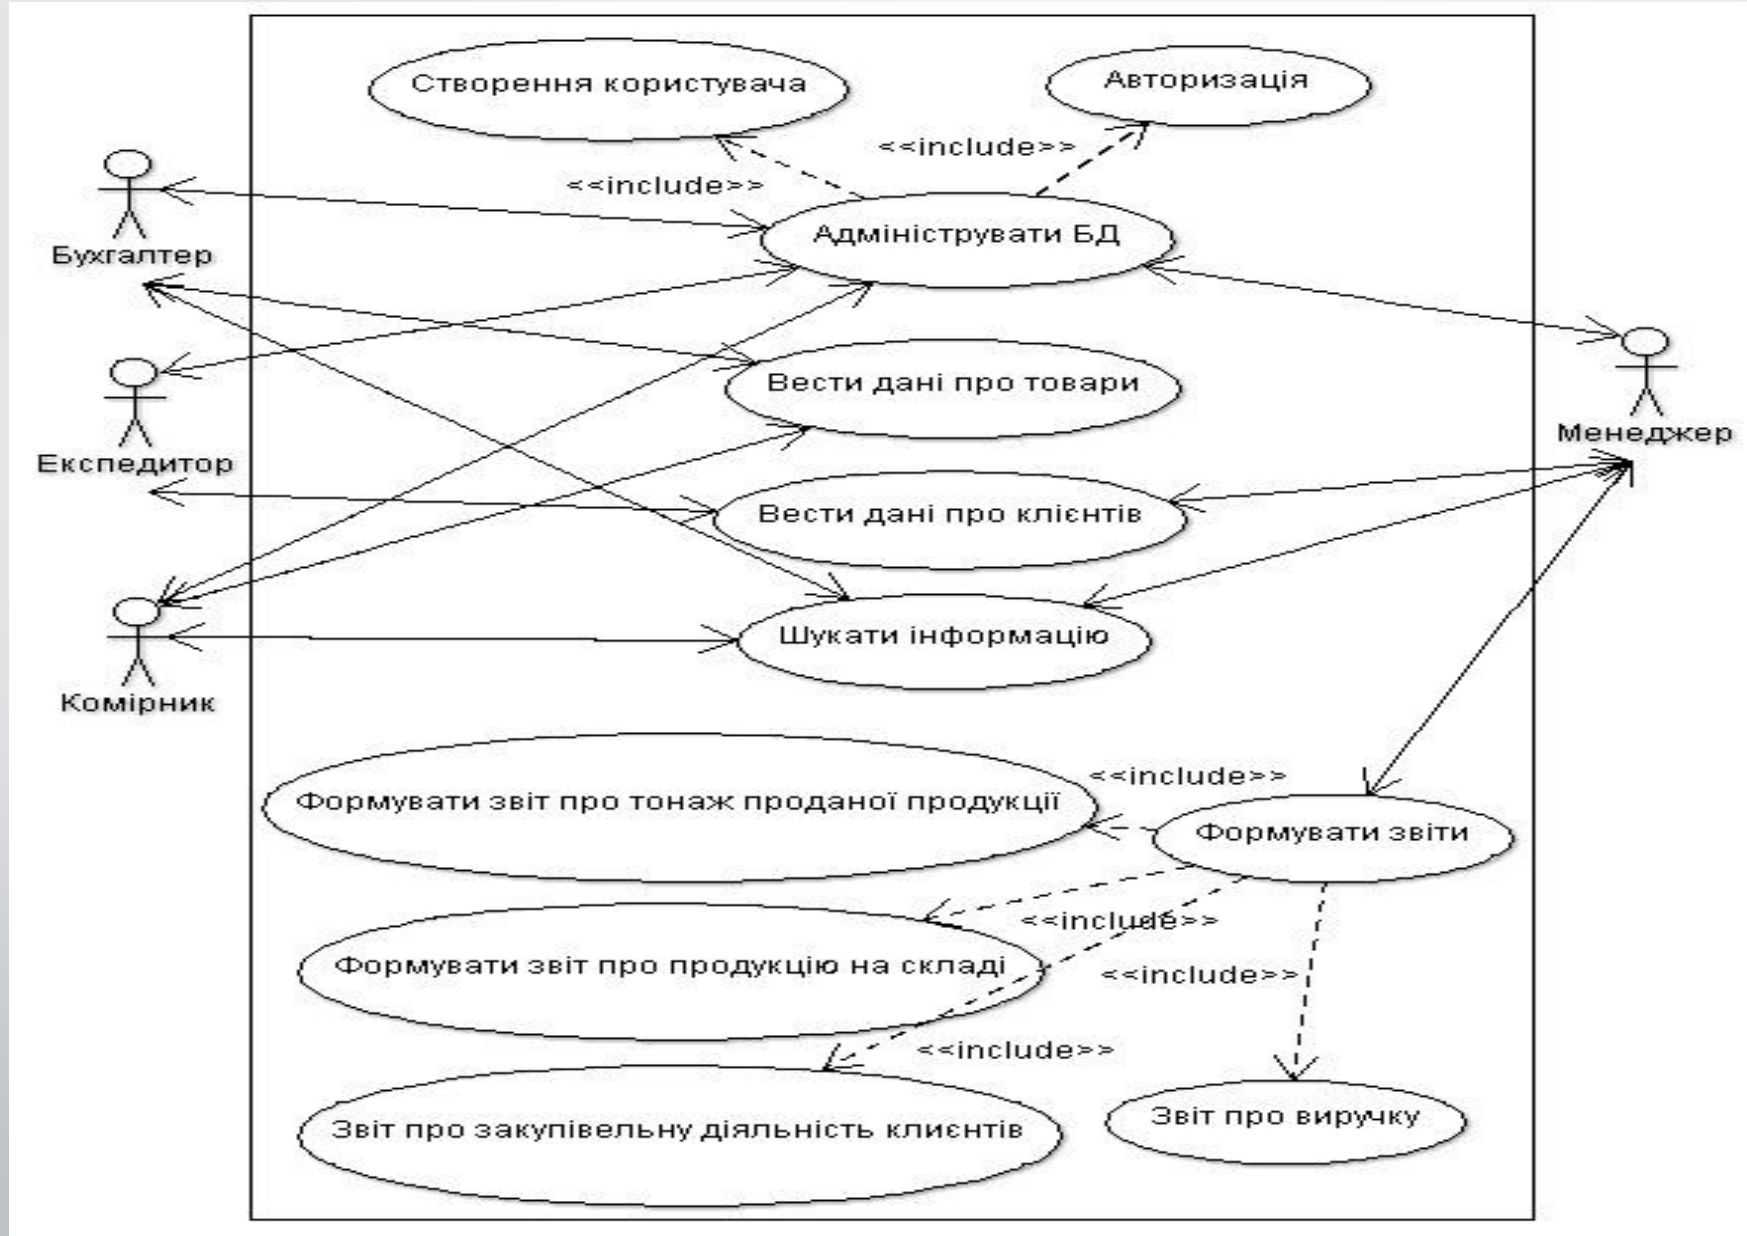 Створення користувача
Авторизація
<<include>>
<<include>>
Бухгалтер
Адмініструвати БД
Експедитор
Вести дані про товари
Менеджер
Вести дані про клієнтів
Шукати інформацію
Комірник
<<include>>
Формувати звіт про тонаж проданої продукції
Формувати звіти
<<include>>
Формувати звіт про продукцію на складі
<<include>>
<<include>>
Звіт про закупівельну діяльність клиєнтів
Звіт про виручку